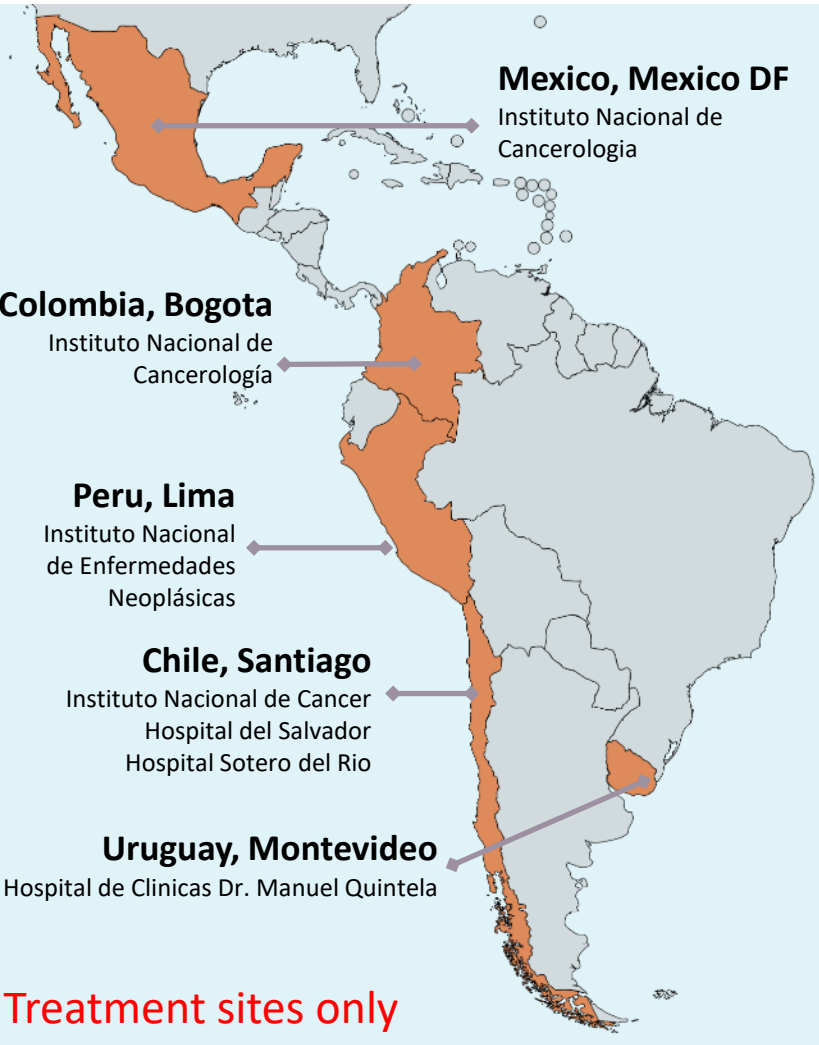 Mexico, Mexico DF
Instituto Nacional de
Cancerologia
Colombia, Bogota
Instituto Nacional de
Cancerología
Peru, Lima
Instituto Nacional
de Enfermedades
Neoplásicas
Chile, Santiago
Instituto Nacional de Cancer
Hospital del Salvador
Hospital Sotero del Rio
Uruguay, Montevideo
Hospital de Clinicas Dr. Manuel Quintela
Treatment sites only